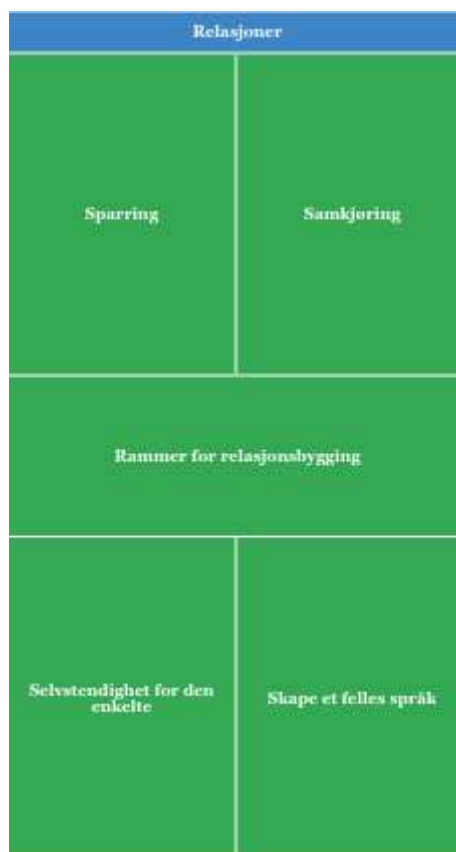 Relasjoner
Sparring
Samkjøring
Rammer for relasjonsbygging
Selvstendighet for den
enkelte
Skape et felles språk